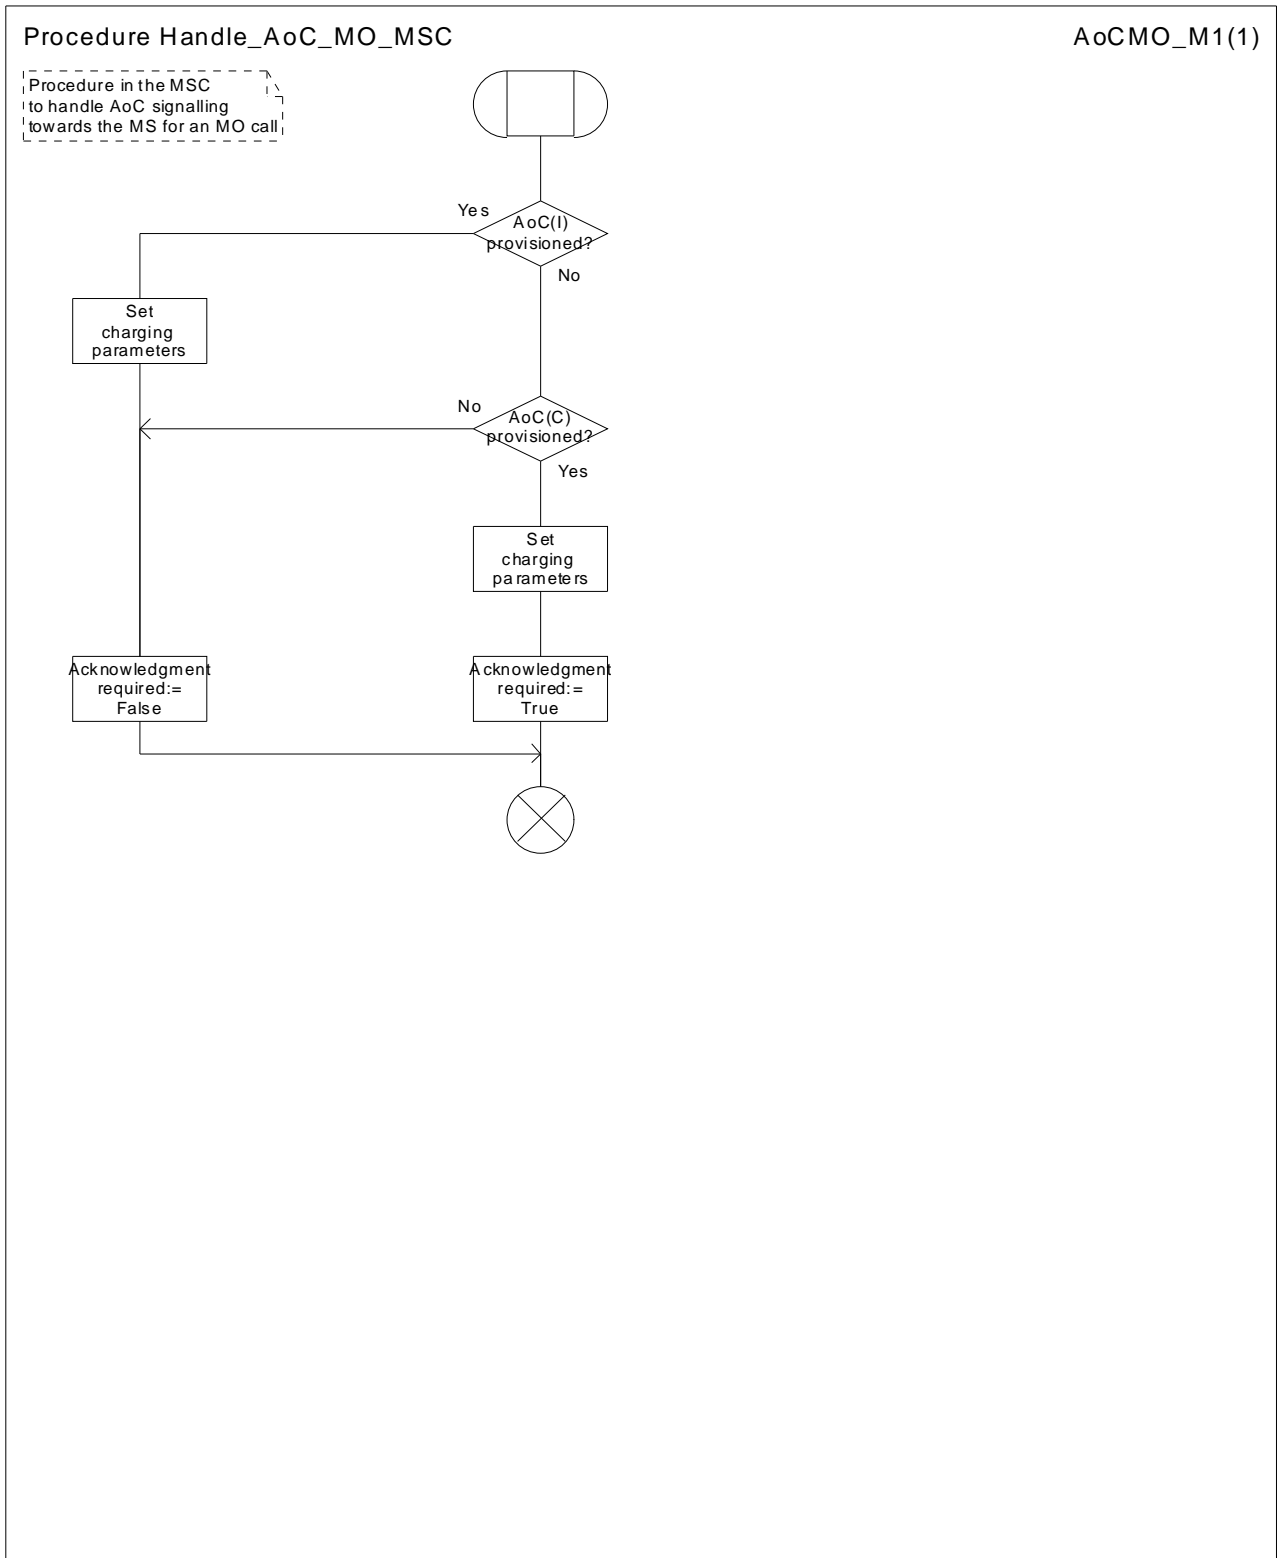 Procedure Handle_AoC_MO_MSC
AoCMO_M1(1)
Procedure in the MSC
to handle AoC signalling
towards the MS for an MO call
Yes
AoC(I)
provisioned?
No
Set
charging
parameters
No
AoC(C)
provisioned?
Yes
Set
charging
parameters
Acknowledgment
required:=
False
Acknowledgment
required:=
True